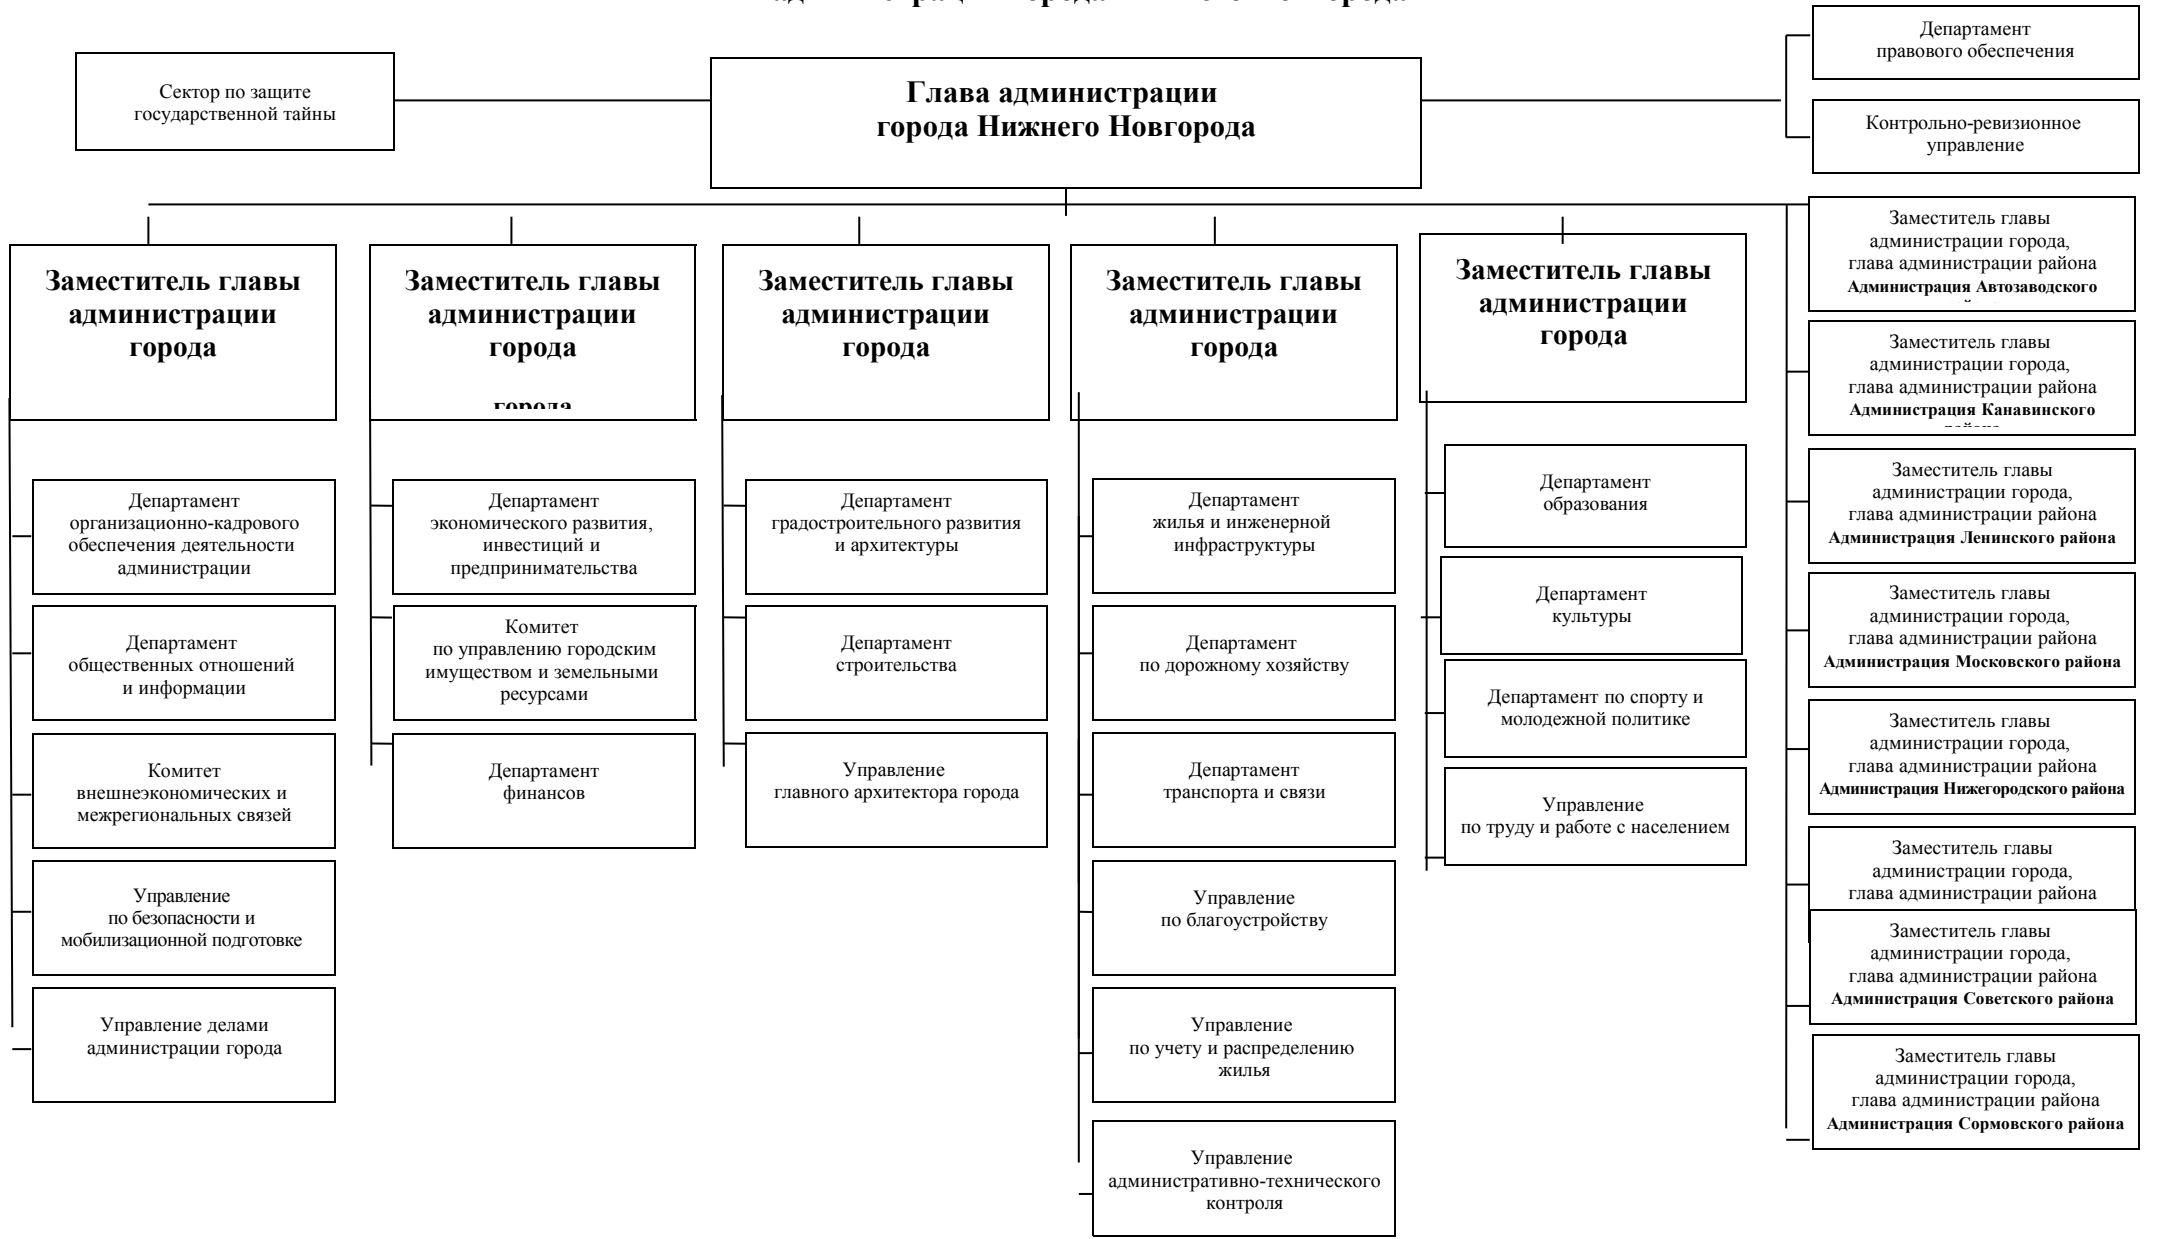 Сектор по защите
государственной тайны
Глава администрации
города Нижнего Новгорода
Департамент
правового обеспечения
Контрольно-ревизионное
управление
Заместитель главы
администрации
города
Департамент
организационно-кадрового
обеспечения деятельности
администрации
Департамент
общественных отношений
и информации
Комитет
внешнеэкономических и
межрегиональных связей
Управление
по безопасности и
мобилизационной подготовке
Управление делами
администрации города
Заместитель главы
администрации
города
города
Департамент
экономического развития,
инвестиций и
предпринимательства
Комитет
по управлению городским
имуществом и земельными
ресурсами
Департамент
финансов
Заместитель главы
администрации
города
Департамент
градостроительного развития
и архитектуры
Департамент
строительства
Управление
главного архитектора города
Заместитель главы
администрации
города
Департамент
жилья и инженерной
инфраструктуры
Департамент
по дорожному хозяйству
Департамент
транспорта и связи
Управление
по благоустройству
Управление
по учету и распределению
жилья
Управление
административно-технического
контроля
Заместитель главы
администрации
города
Департамент
образования
Департамент
культуры
Департамент по спорту и
молодежной политике
Управление
по труду и работе с населением
Заместитель главы
администрации города,
глава администрации района
Администрация Автозаводского
Заместитель главы
администрации города,
глава администрации района
Администрация Канавинского
Заместитель главы
администрации города,
глава администрации района
Администрация Ленинского района
Заместитель главы
администрации города,
глава администрации района
Администрация Московского района
Заместитель главы
администрации города,
глава администрации района
Администрация Нижегородского района
Заместитель главы
администрации города,
глава администрации района
Заместитель главы
администрации города,
глава администрации района
Администрация Советского района
Заместитель главы
администрации города,
глава администрации района
Администрация Сормовского района